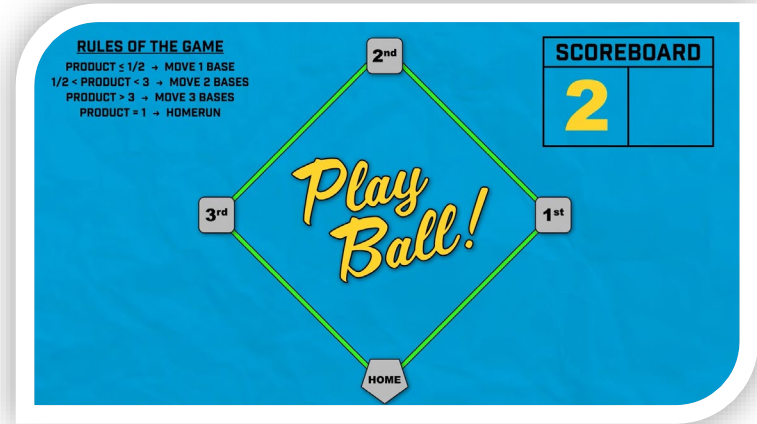 RULES OF THE GAME
PRODUCT ≤ 1/2 → MOVE 1 BASE
1/2 < PRODUCT < 3 → MOVE 2 BASES
PRODUCT > 3 → MOVE 3 BASES
PRODUCT = 1 → HOMERUN
SCOREBOARD
2
2nd
3rd
Play
Ball!
1st
HOME